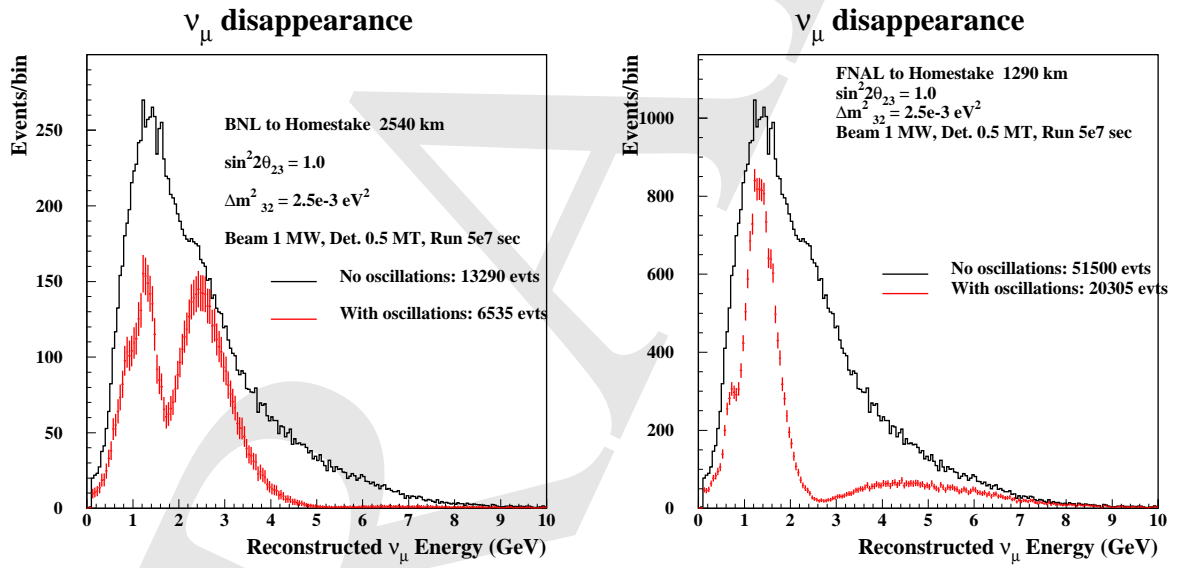 ν_μ disappearance
Events/bin
250
200
150
100
50
0
BNL to Homestake 2540 km
sin²2θ₂₃ = 1.0
Δm²₃₂ = 2.5e-3 eV²
Beam 1 MW, Det. 0.5 MT, Run 5e7 sec
No oscillations: 13290 evts
With oscillations: 6535 evts
0 1 2 3 4 5 6 7 8 9 10
Reconstructed ν_μ Energy (GeV)
ν_μ disappearance
Events/bin
1000
800
600
400
200
0
FNAL to Homestake 1290 km
sin²2θ₂₃ = 1.0
Δm²₃₂ = 2.5e-3 eV²
Beam 1 MW, Det. 0.5 MT, Run 5e7 sec
No oscillations: 51500 evts
With oscillations: 20305 evts
0 1 2 3 4 5 6 7 8 9 10
Reconstructed ν_μ Energy (GeV)